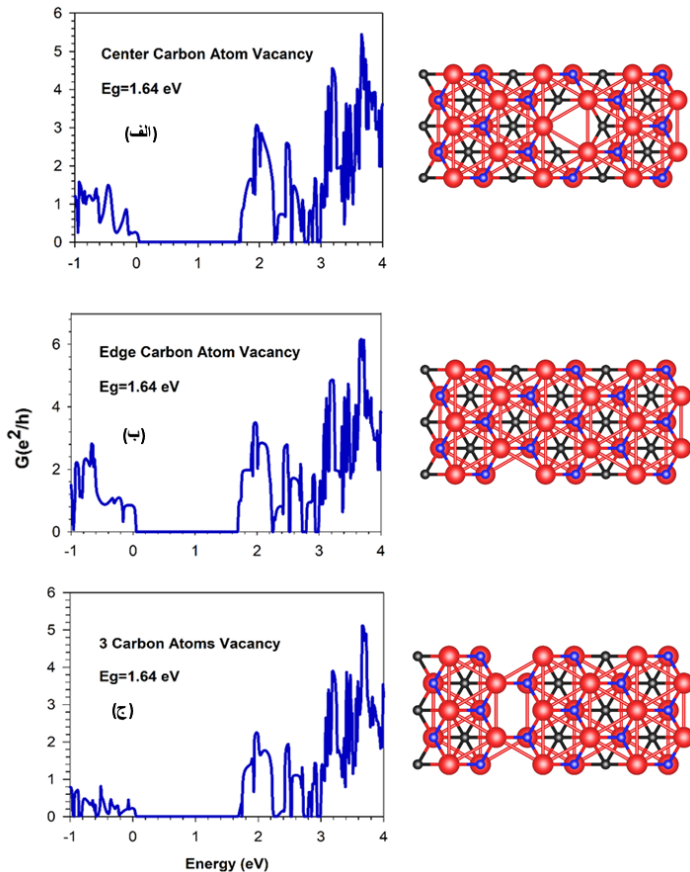 6
5
4
3
2
1
0
Center Carbon Atom Vacancy
Eg=1.64 eV
(الف)
-1 0 1 2 3 4
6
4
2
0
Edge Carbon Atom Vacancy
Eg=1.64 eV
(ب)
-1 0 1 2 3 4
G(e²/h)
6
5
4
3
2
1
0
3 Carbon Atoms Vacancy
Eg=1.64 eV
(ج)
-1 0 1 2 3 4
Energy (eV)